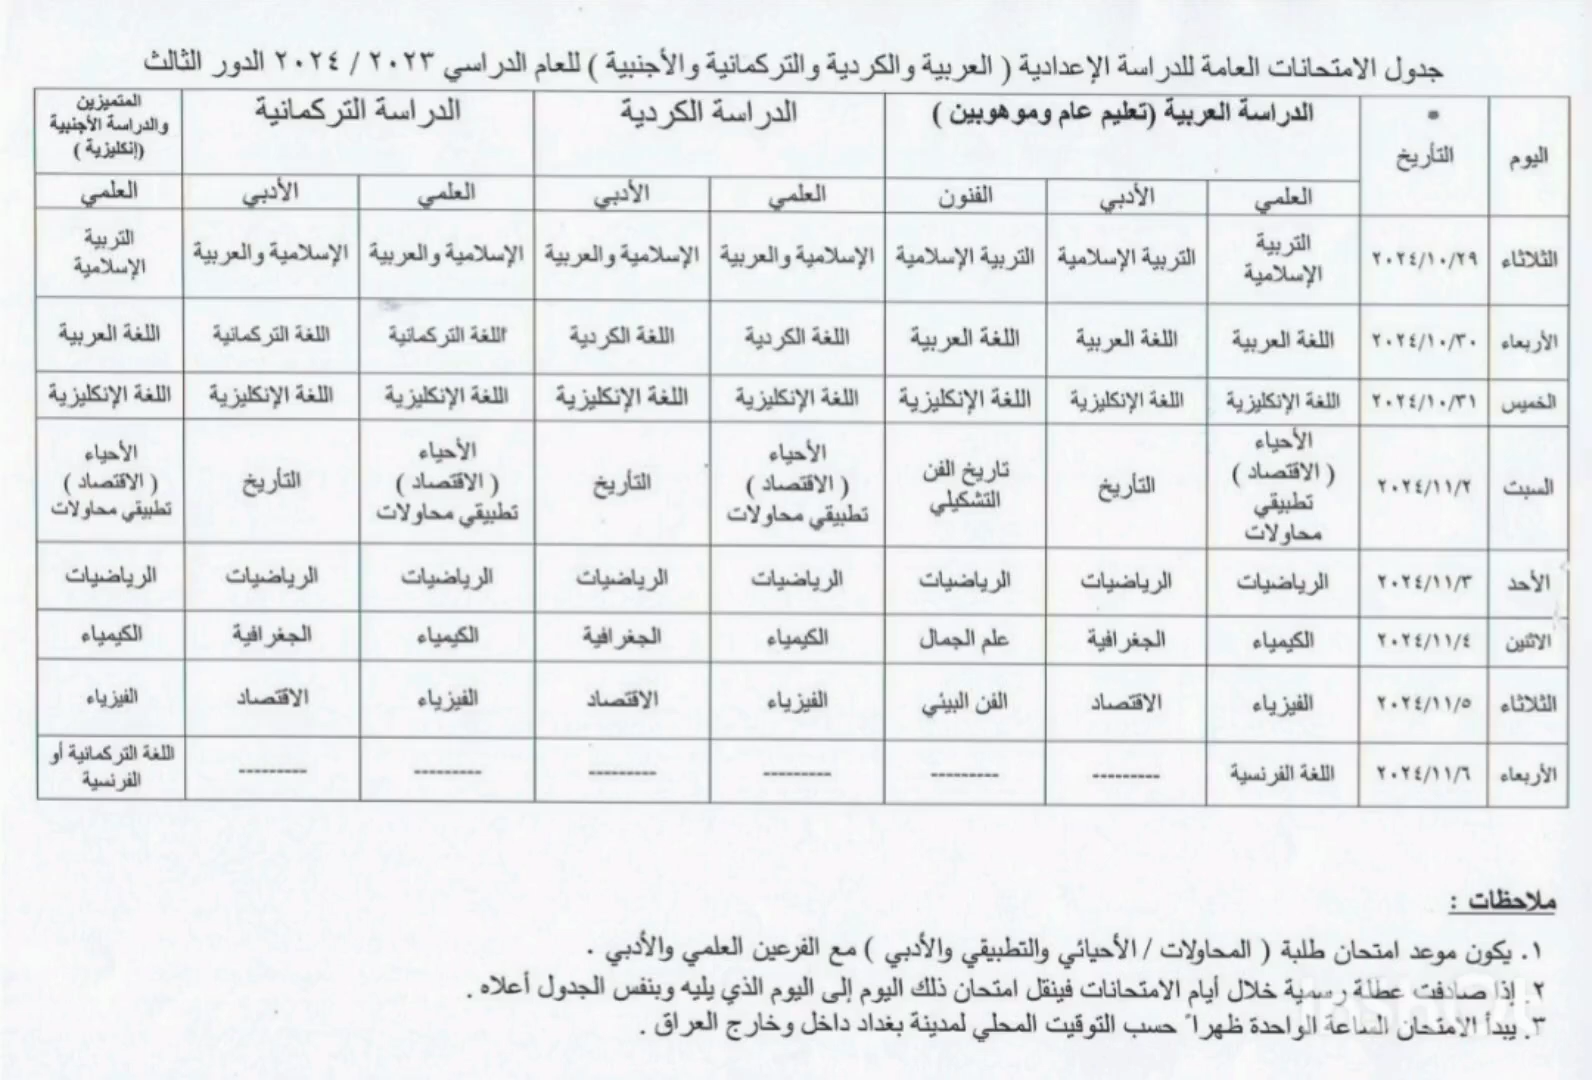 جدول الامتحانات العامة للدراسة الإعدادية ( العربية والكردية والتركمانية والأجنبية ) للعام الدراسي ٢٠٢٣ / ٢٠٢٤ الدور الثالث
اليوم التأريخ الدراسة العربية (تعليم عام وموهوبين ) الدراسة الكردية الدراسة التركمانية المتميزين والدراسة الأجنبية (إنكليزية )
العلمي الأدبي الفنون العلمي الأدبي العلمي الأدبي العلمي
الثلاثاء ٢٠٢٤/١٠/٢٩ التربية الإسلامية التربية الإسلامية التربية الإسلامية الإسلامية والعربية الإسلامية والعربية الإسلامية والعربية الإسلامية والعربية التربية الإسلامية
الأربعاء ٢٠٢٤/١٠/٣٠ اللغة العربية اللغة العربية اللغة العربية اللغة الكردية اللغة الكردية اللغة التركمانية اللغة التركمانية اللغة العربية
الخميس ٢٠٢٤/١٠/٣١ اللغة الإنكليزية اللغة الإنكليزية اللغة الإنكليزية اللغة الإنكليزية اللغة الإنكليزية اللغة الإنكليزية اللغة الإنكليزية اللغة الإنكليزية
السبت ٢٠٢٤/١١/٢ الأحياء ( الاقتصاد ) تطبيقي محاولات التأريخ تاريخ الفن التشكيلي الأحياء ( الاقتصاد ) تطبيقي محاولات التأريخ الأحياء ( الاقتصاد ) تطبيقي محاولات التأريخ الأحياء ( الاقتصاد ) تطبيقي محاولات
الأحد ٢٠٢٤/١١/٣ الرياضيات الرياضيات الرياضيات الرياضيات الرياضيات الرياضيات الرياضيات الرياضيات
الاثنين ٢٠٢٤/١١/٤ الكيمياء الجغرافية علم الجمال الكيمياء الجغرافية الكيمياء الجغرافية الكيمياء
الثلاثاء ٢٠٢٤/١١/٥ الفيزياء الاقتصاد الفن البيئي الفيزياء الاقتصاد الفيزياء الاقتصاد الفيزياء
الأربعاء ٢٠٢٤/١١/٦ اللغة الفرنسية --------- --------- --------- --------- --------- --------- اللغة التركمانية أو الفرنسية
ملاحظات :
١. يكون موعد امتحان طلبة ( المحاولات / الأحيائي والتطبيقي والأدبي ) مع الفرعين العلمي والأدبي .
٢. إذا صادفت عطلة رسمية خلال أيام الامتحانات فينقل امتحان ذلك اليوم إلى اليوم الذي يليه وبنفس الجدول أعلاه .
٣. يبدأ الامتحان الساعة الواحدة ظهراً حسب التوقيت المحلي لمدينة بغداد داخل وخارج العراق .